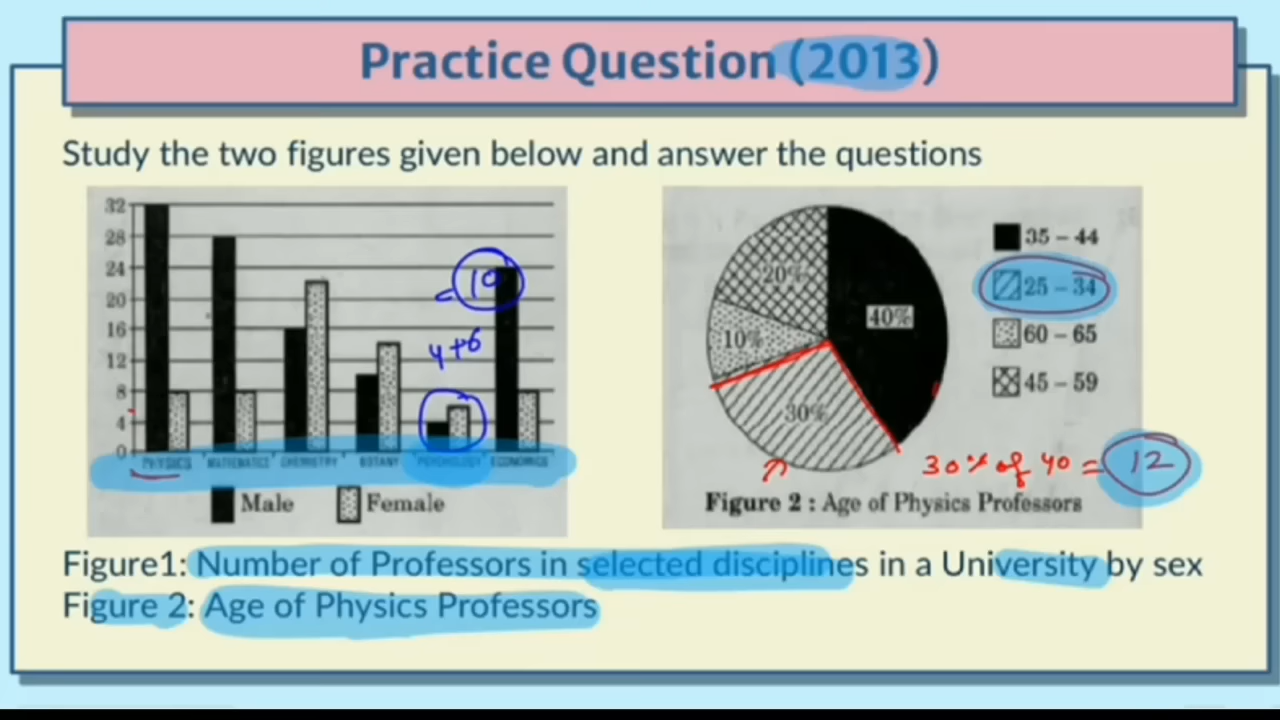 Practice Question (2013)
Study the two figures given below and answer the questions
32
28
24
20
16
12
8
4
0
PHYSICS MATHEMATICS CHEMISTRY BOTANY PSYCHOLOGY ECONOMICS
Male Female
= 10
4+6
40%
30%
10%
20%
35 – 44
25 – 34
60 – 65
45 – 59
30% of 40 = 12
Figure 2 : Age of Physics Professors
Figure1: Number of Professors in selected disciplines in a University by sex
Figure 2: Age of Physics Professors